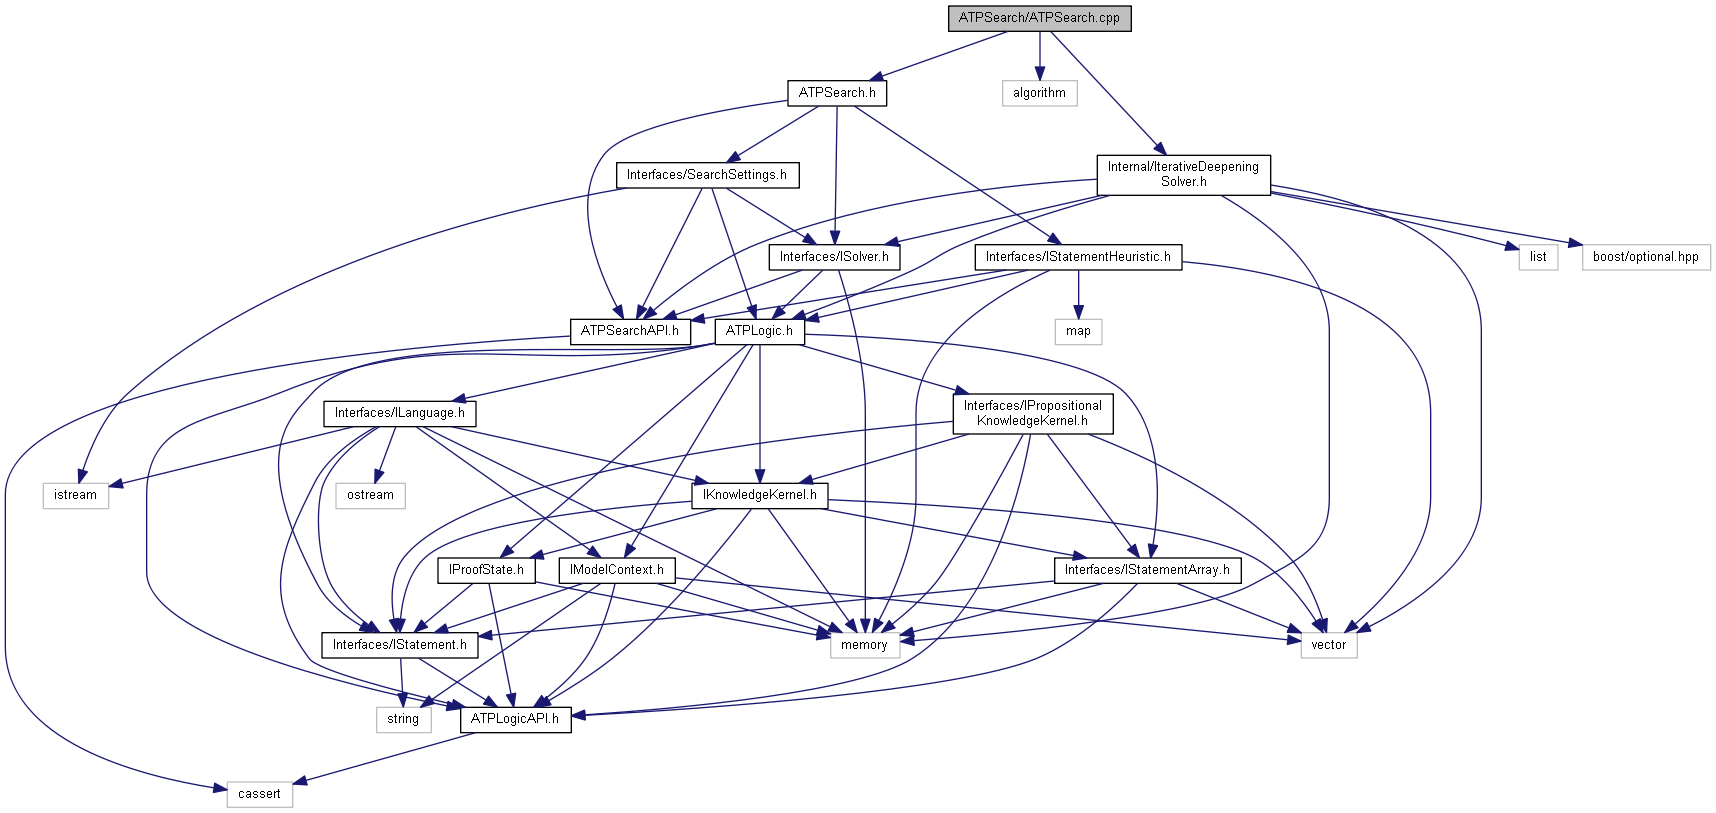 ATPSearch/ATPSearch.cpp
ATPSearch.h
algorithm
Internal/IterativeDeepening
Solver.h
Interfaces/SearchSettings.h
Interfaces/ISolver.h
Interfaces/IStatementHeuristic.h
list
boost/optional.hpp
ATPSearchAPI.h
ATPLogic.h
map
Interfaces/ILanguage.h
Interfaces/IPropositional
KnowledgeKernel.h
istream
ostream
IKnowledgeKernel.h
IProofState.h
IModelContext.h
Interfaces/IStatementArray.h
Interfaces/IStatement.h
memory
vector
string
ATPLogicAPI.h
cassert